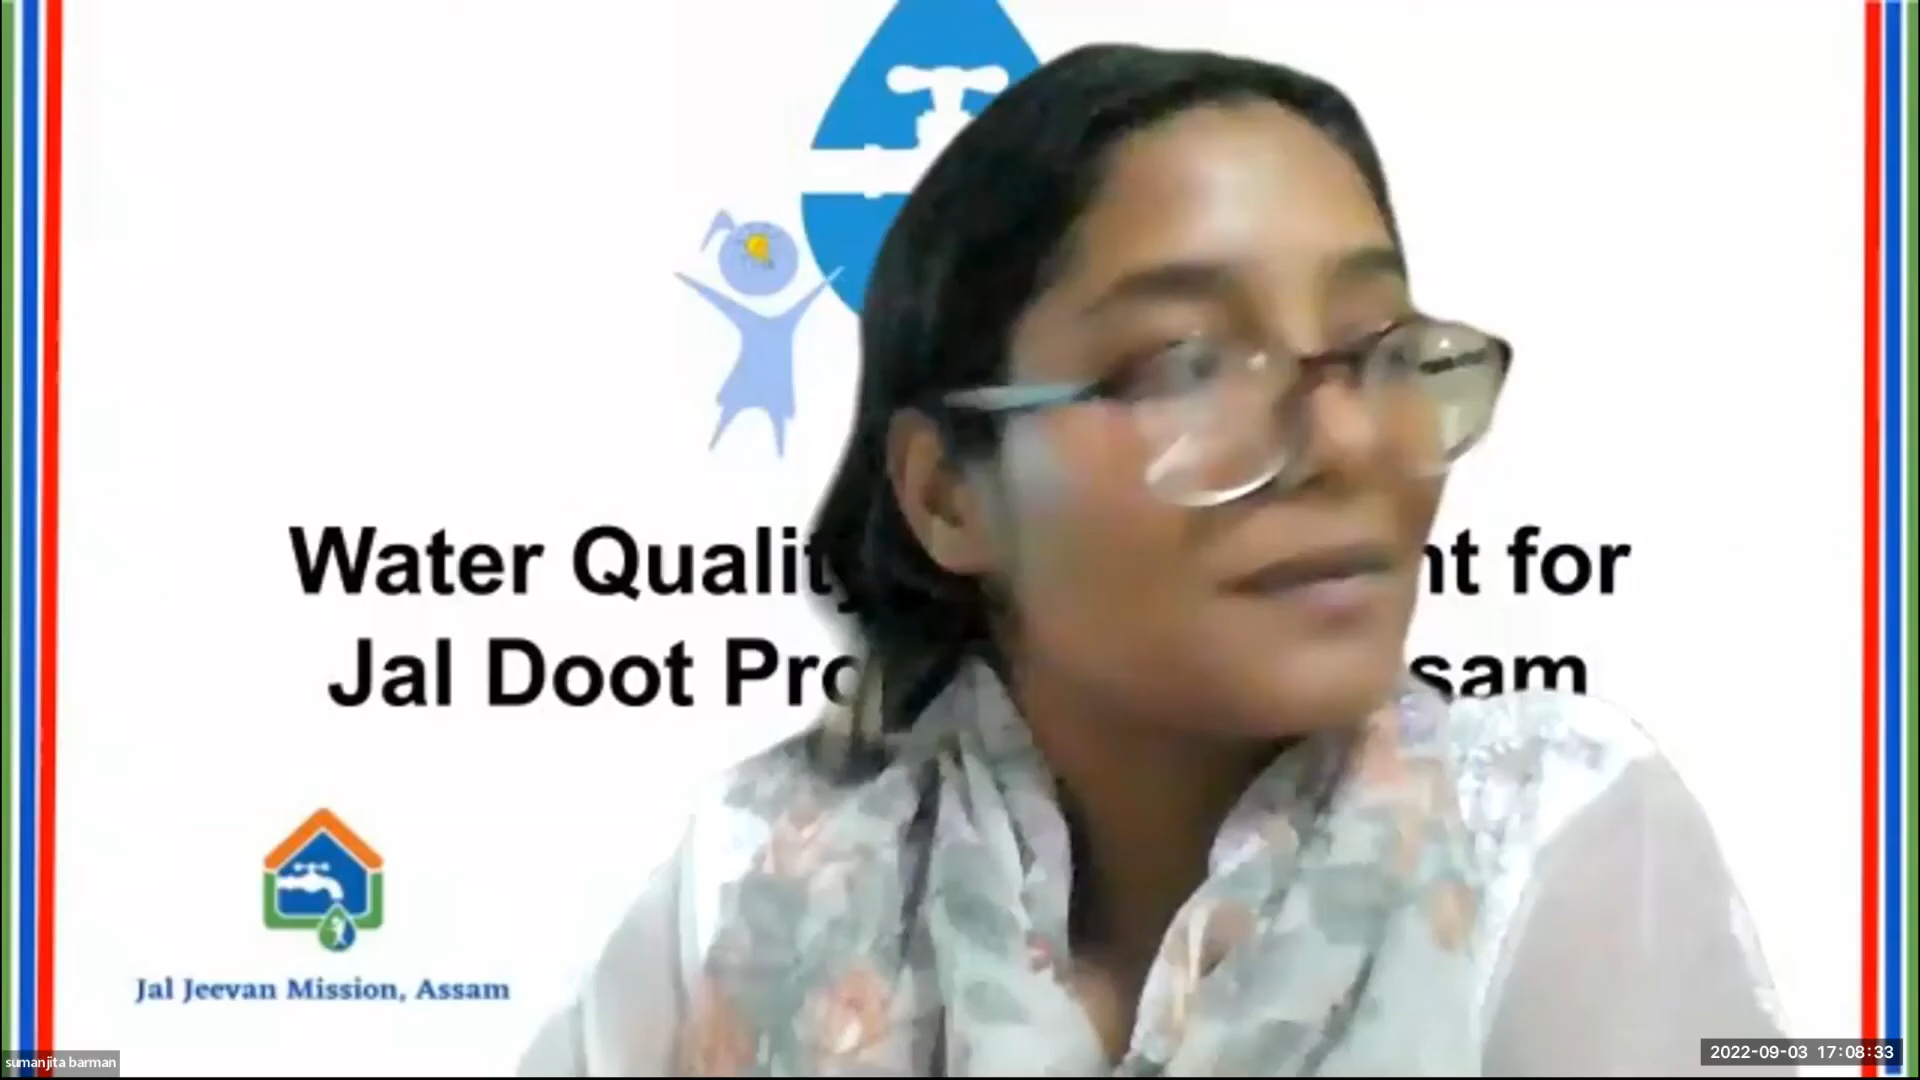 Water Quality nt for
Jal Doot Pro sam
Jal Jeevan Mission, Assam
sumanjita barman
2022-09-03 17:08:33